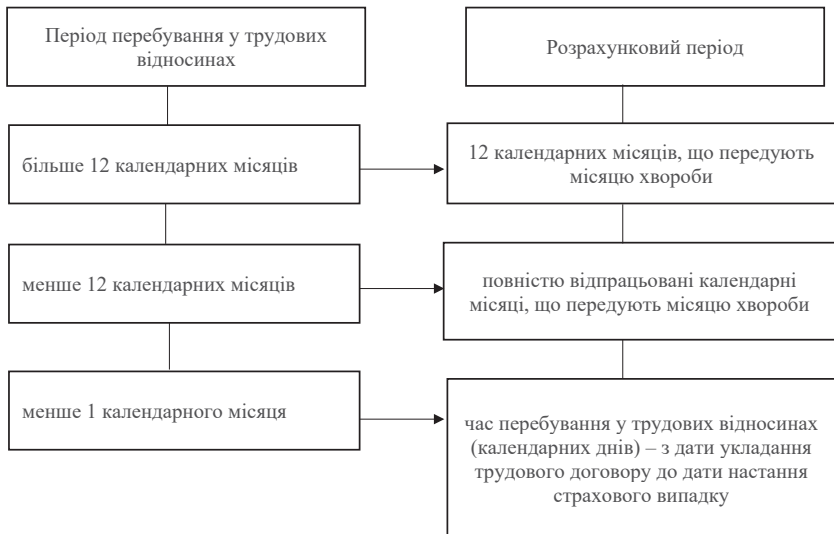 Період перебування у трудових
відносинах
Розрахунковий період
більше 12 календарних місяців
12 календарних місяців, що передують
місяцю хвороби
менше 12 календарних місяців
повністю відпрацьовані календарні
місяці, що передують місяцю хвороби
менше 1 календарного місяця
час перебування у трудових відносинах
(календарних днів) – з дати укладання
трудового договору до дати настання
страхового випадку